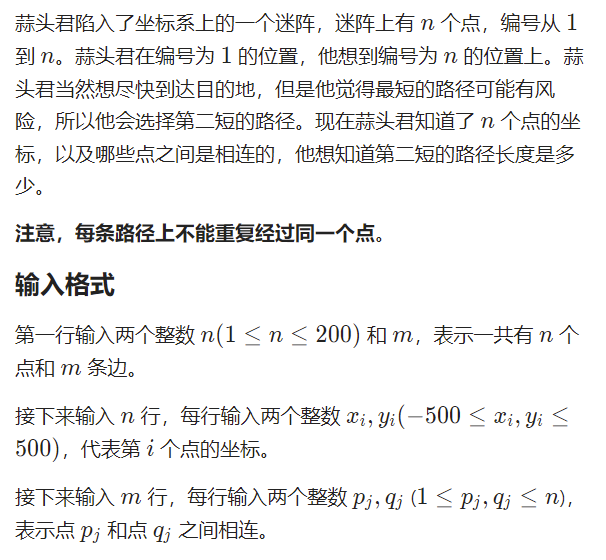 蒜头君陷入了坐标系上的一个迷阵，迷阵上有 n 个点，编号从 1
到 n。蒜头君在编号为 1 的位置，他想到编号为 n 的位置上。蒜
头君当然想尽快到达目的地，但是他觉得最短的路径可能有风
险，所以他会选择第二短的路径。现在蒜头君知道了 n 个点的坐
标，以及哪些点之间是相连的，他想知道第二短的路径长度是多
少。
注意，每条路径上不能重复经过同一个点。
输入格式
第一行输入两个整数 n(1 ≤ n ≤ 200) 和 m，表示一共有 n 个
点和 m 条边。
接下来输入 n 行，每行输入两个整数 x_i, y_i(−500 ≤ x_i, y_i ≤
500)，代表第 i 个点的坐标。
接下来输入 m 行，每行输入两个整数 p_j, q_j (1 ≤ p_j, q_j ≤ n)，
表示点 p_j 和点 q_j 之间相连。